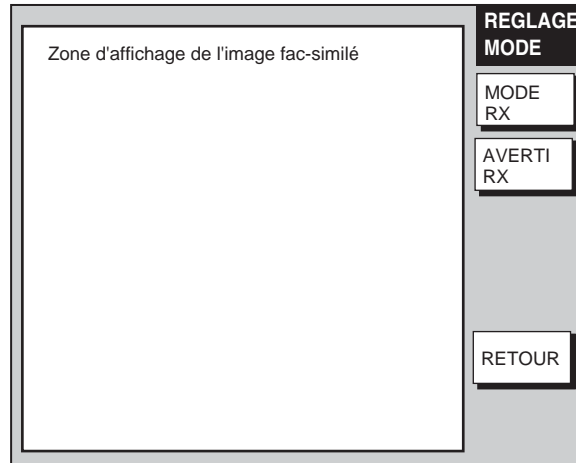 Zone d'affichage de l'image fac-similé
REGLAGE
MODE
MODE
RX
AVERTI
RX
RETOUR